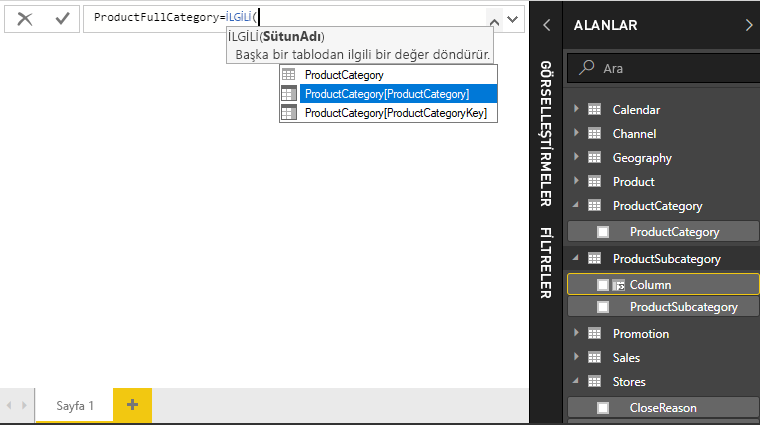 ProductFullCategory=İLGİLİ(
İLGİLİ(SütunAdı)
Başka bir tablodan ilgili bir değer döndürür.
ProductCategory
ProductCategory[ProductCategory]
ProductCategory[ProductCategoryKey]
Sayfa 1
GÖRSELLEŞTİRMELER
FİLTRELER
ALANLAR
Ara
Calendar
Channel
Geography
Product
ProductCategory
ProductCategory
ProductSubcategory
Column
ProductSubcategory
Promotion
Sales
Stores
CloseReason